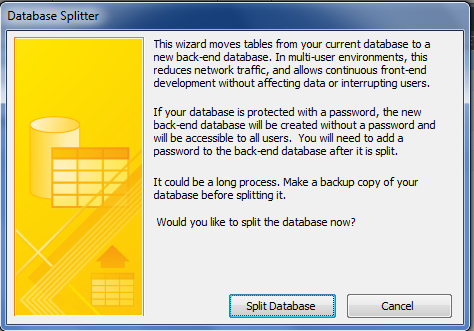 Database Splitter
This wizard moves tables from your current database to a
new back-end database. In multi-user environments, this
reduces network traffic, and allows continuous front-end
development without affecting data or interrupting users.
If your database is protected with a password, the new
back-end database will be created without a password and
will be accessible to all users.  You will need to add a
password to the back-end database after it is split.
It could be a long process. Make a backup copy of your
database before splitting it.
Would you like to split the database now?
Split Database
Cancel